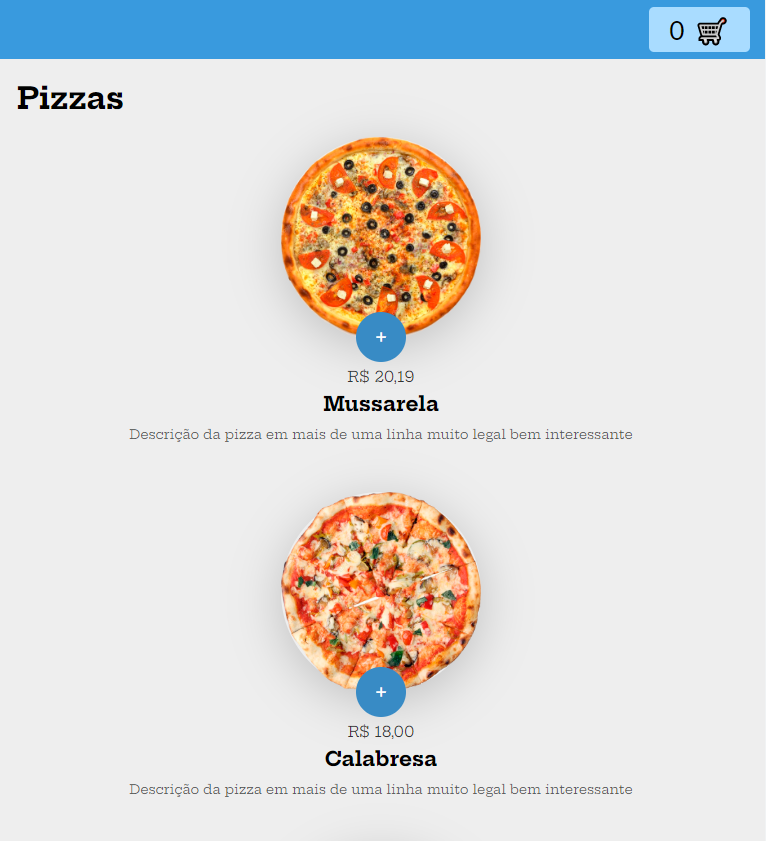 0
Pizzas
+
R$ 20,19
Mussarela
Descrição da pizza em mais de uma linha muito legal bem interessante
+
R$ 18,00
Calabresa
Descrição da pizza em mais de uma linha muito legal bem interessante